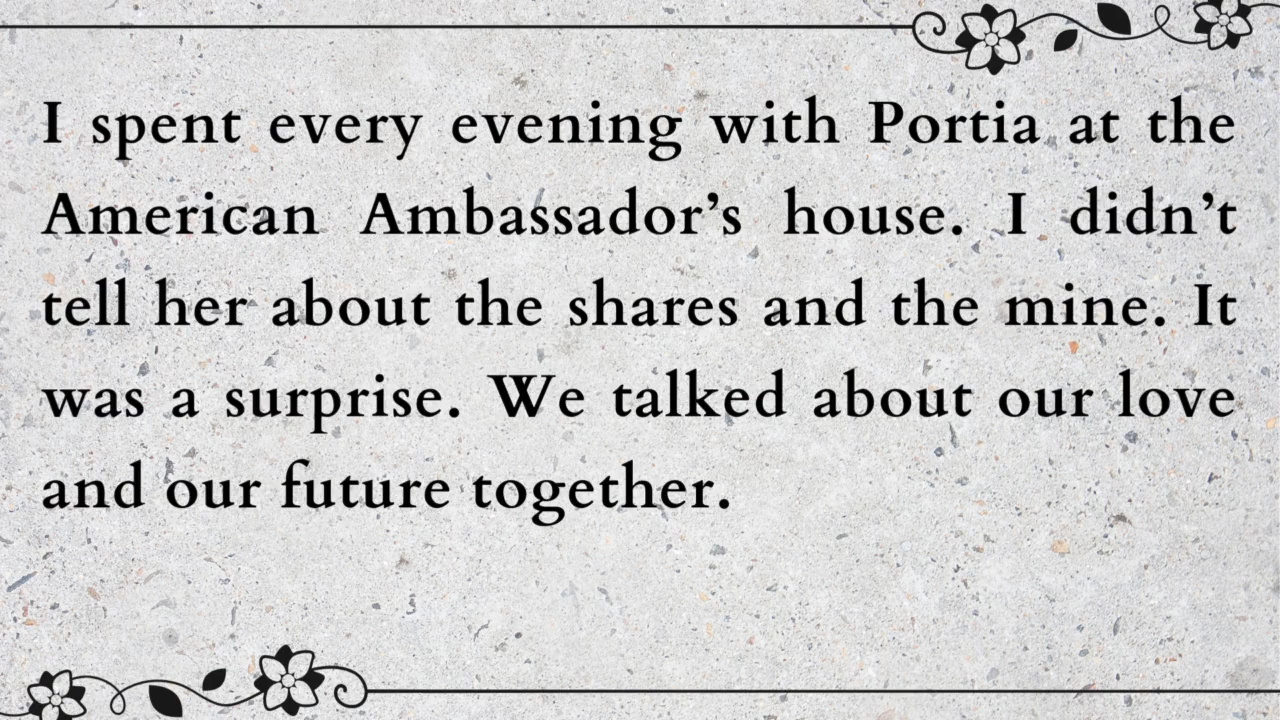 I spent every evening with Portia at the
American Ambassador’s house. I didn’t
tell her about the shares and the mine. It
was a surprise. We talked about our love
and our future together.